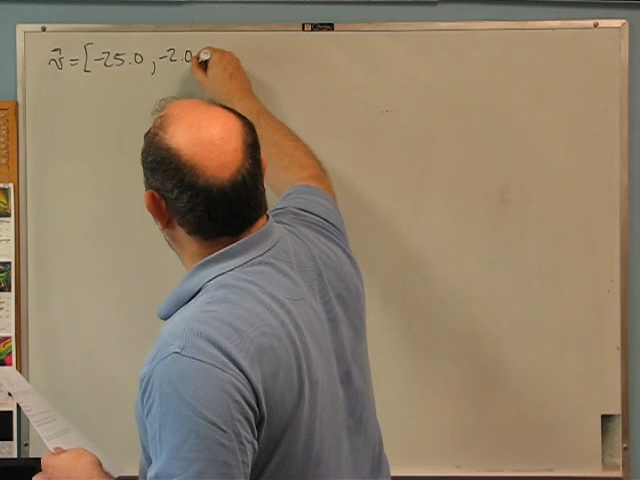 v⃗ = [-25.0, -2.0